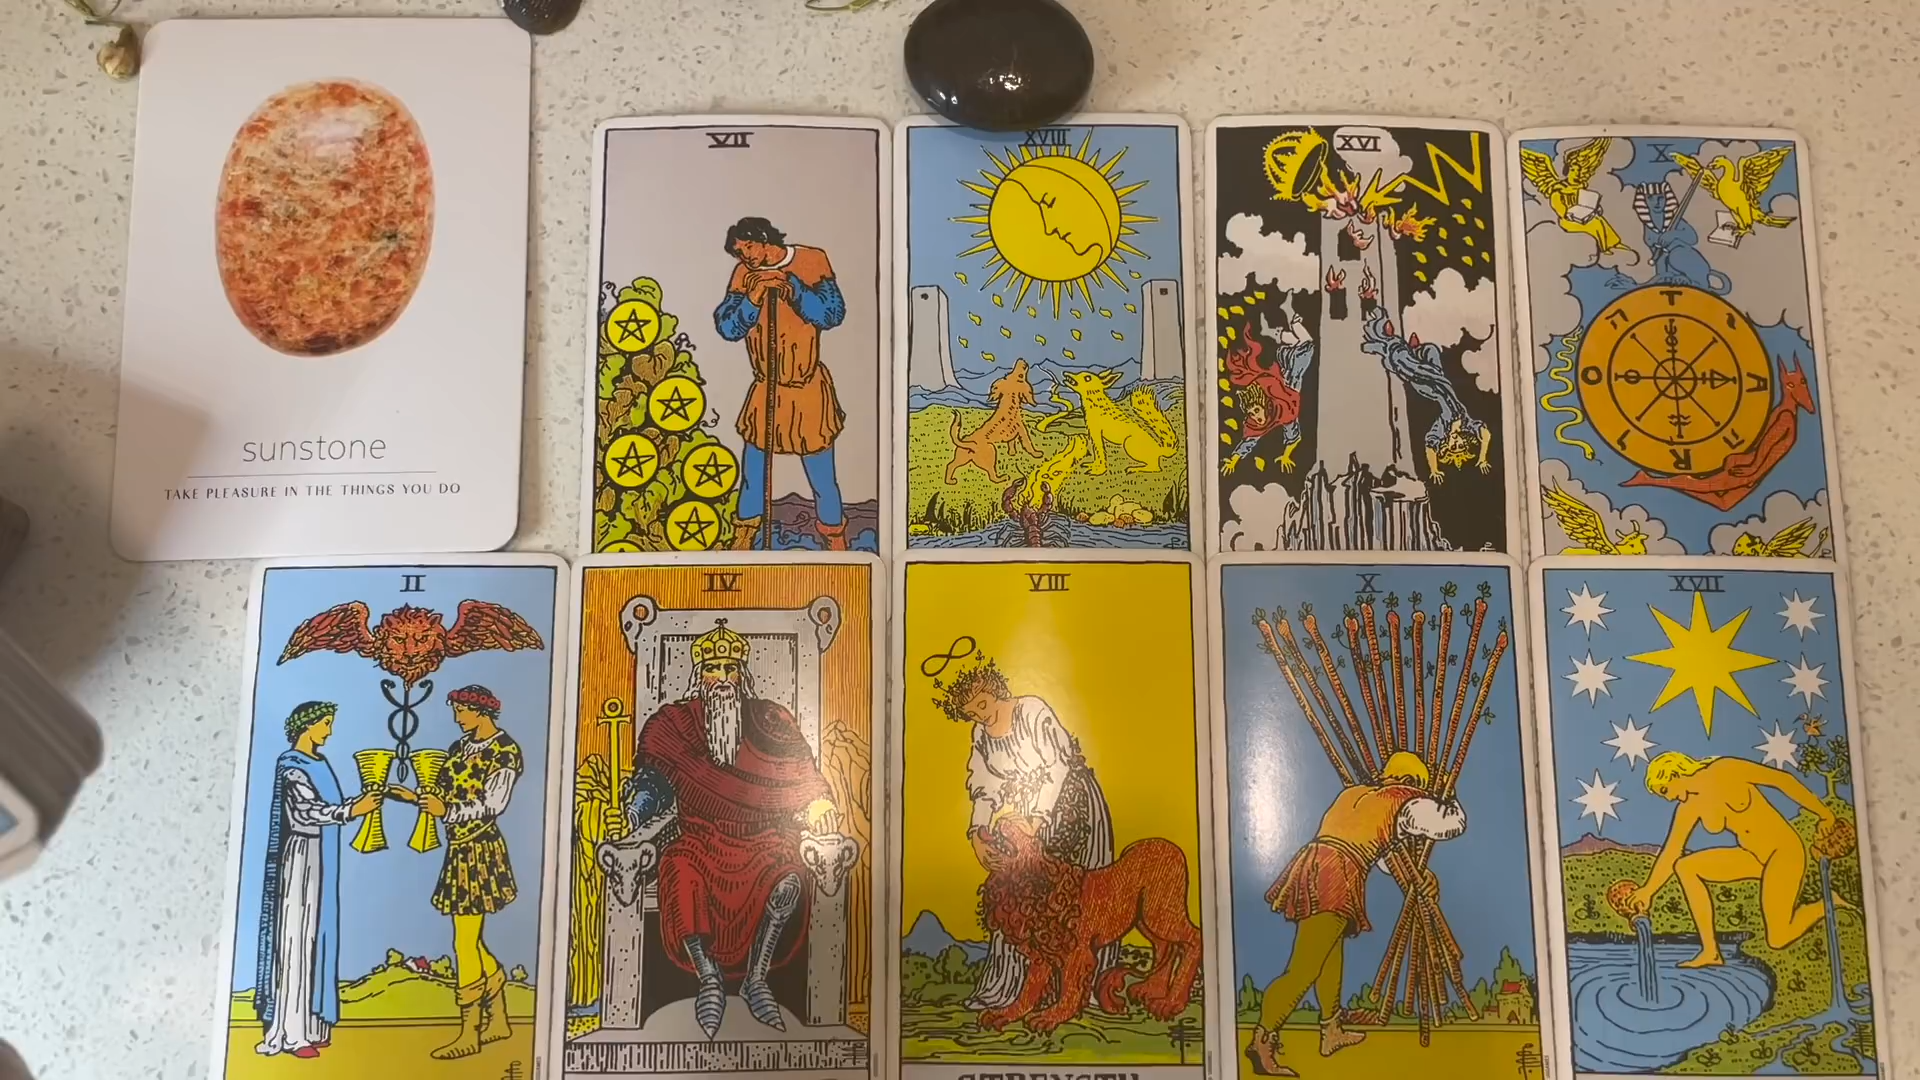 sunstone
TAKE PLEASURE IN THE THINGS YOU DO
VII
XVIII
XVI
X
II
IV
VIII
X
XVII